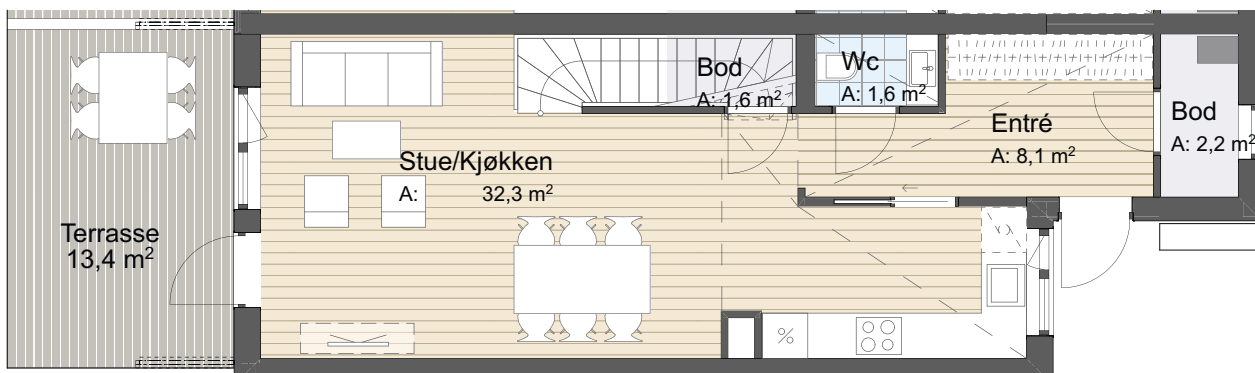 Bod
A: 1,6 m²
Wc
A: 1,6 m²
Entré
A: 8,1 m²
Bod
A: 2,2 m²
Stue/Kjøkken
A: 32,3 m²
Terrasse
13,4 m²
%